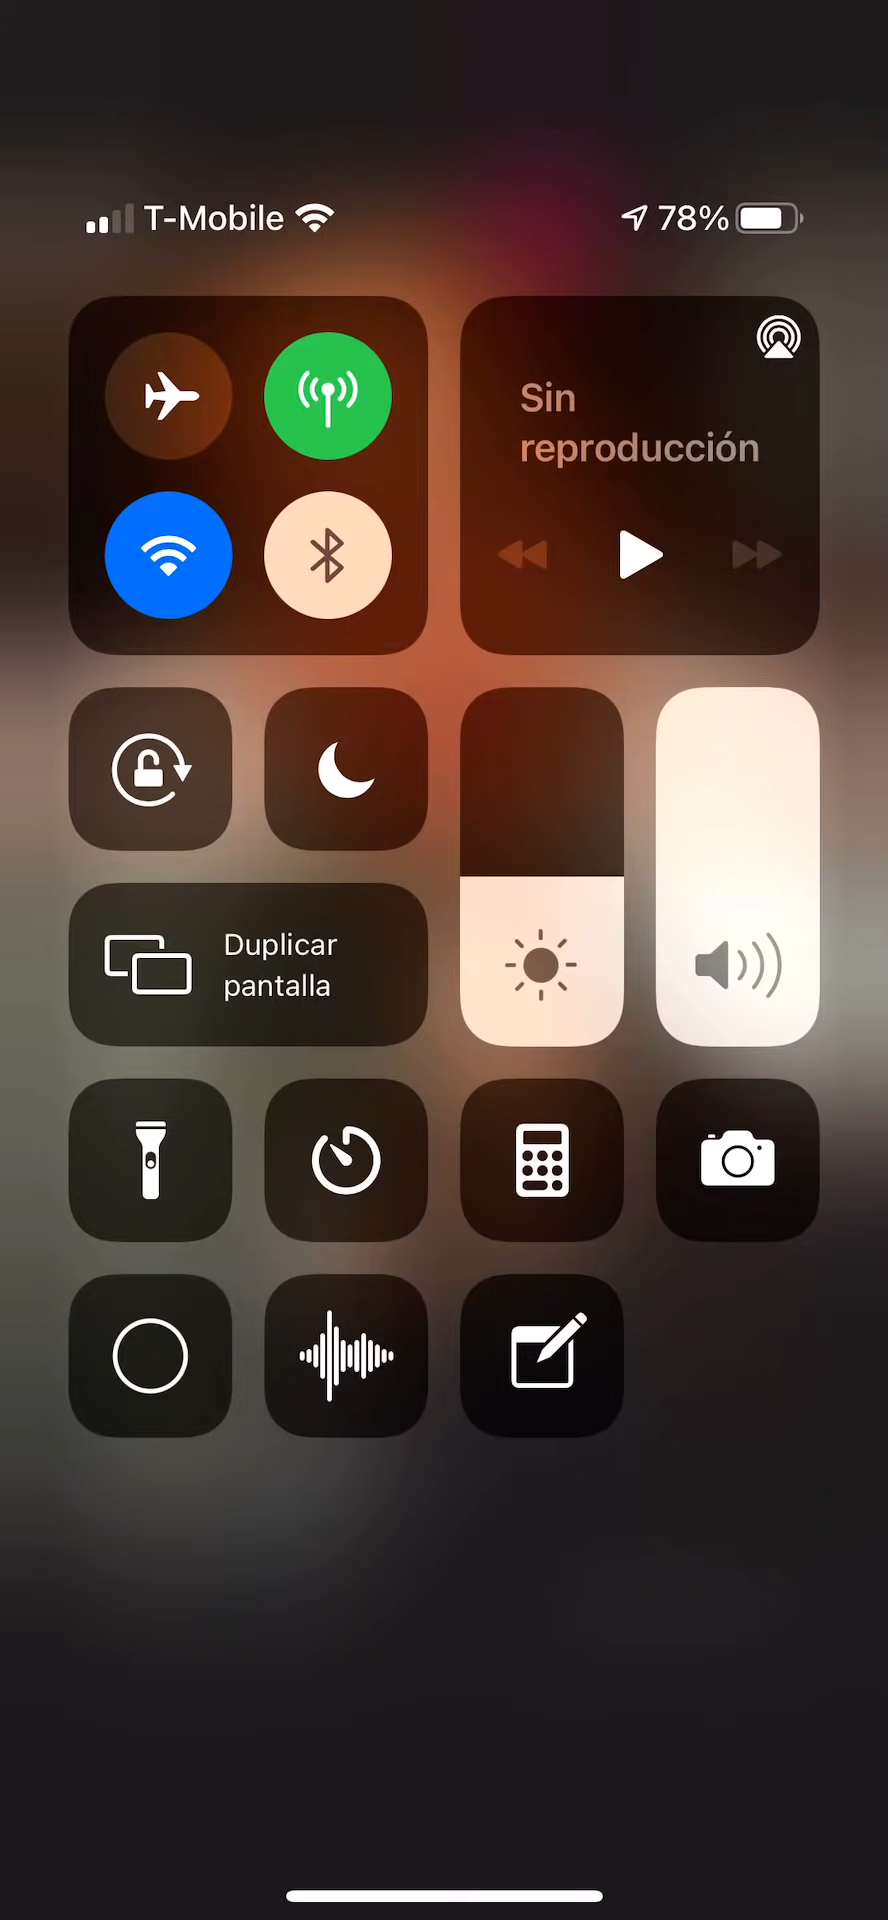 T-Mobile
78%
Sin
reproducción
Duplicar
pantalla